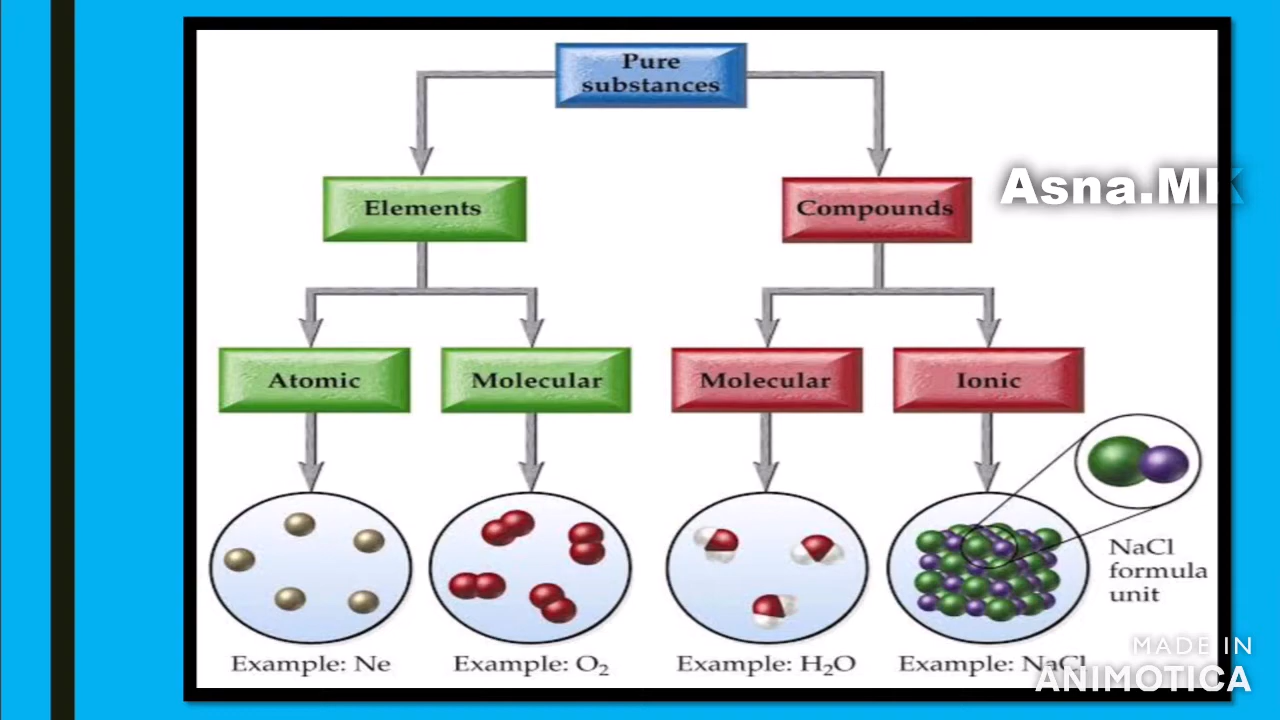 Pure
substances
Asna.MK
Elements
Compounds
Atomic
Molecular
Molecular
Ionic
NaCl
formula
unit
Example: Ne
Example: O₂
Example: H₂O
Example: NaCl
MADE IN
ANIMOTICA